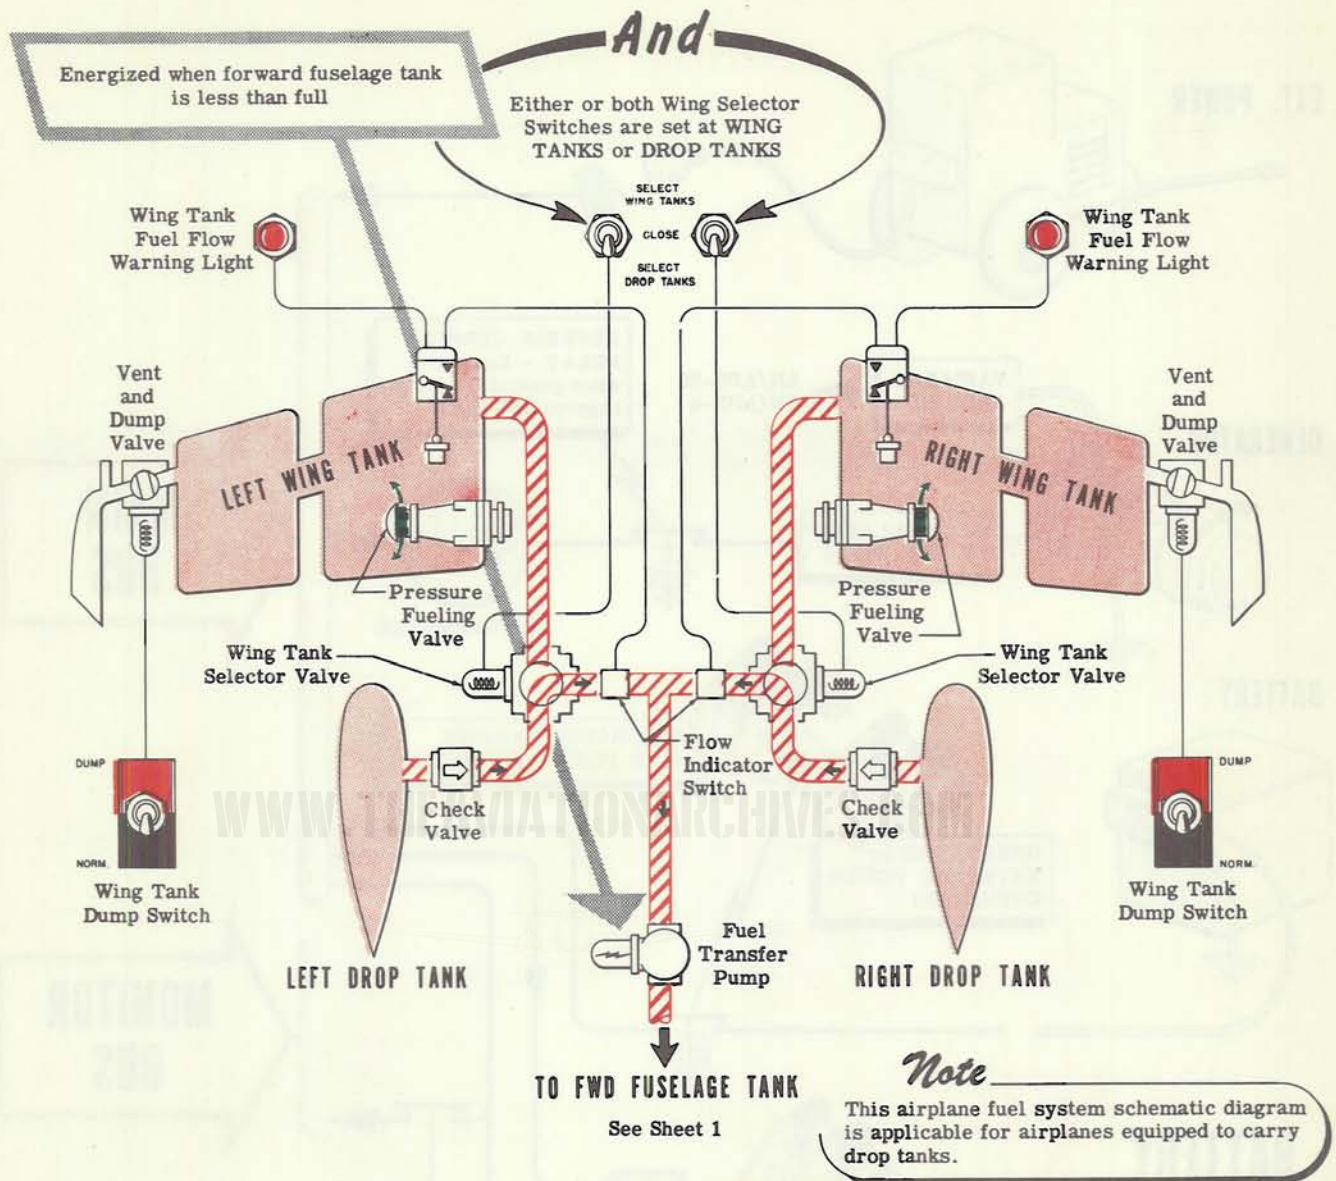 And
Energized when forward fuselage tank
is less than full
Either or both Wing Selector
Switches are set at WING
TANKS or DROP TANKS
SELECT
WING TANKS
CLOSE
SELECT
DROP TANKS
Wing Tank
Fuel Flow
Warning Light
Wing Tank
Fuel Flow
Warning Light
Vent
and
Dump
Valve
LEFT WING TANK
RIGHT WING TANK
Vent
and
Dump
Valve
Pressure
Fueling
Valve
Pressure
Fueling
Valve
Wing Tank
Selector Valve
Wing Tank
Selector Valve
Flow
Indicator
Switch
DUMP
NORM.
Wing Tank
Dump Switch
Check
Valve
Check
Valve
DUMP
NORM.
Wing Tank
Dump Switch
WWW.THEAVIATIONARCHIVES.COM
LEFT DROP TANK
Fuel
Transfer
Pump
RIGHT DROP TANK
TO FWD FUSELAGE TANK
See Sheet 1
Note
This airplane fuel system schematic diagram
is applicable for airplanes equipped to carry
drop tanks.
EXT. POWER
BATTERY
MONITOR
BUS
BATTERY